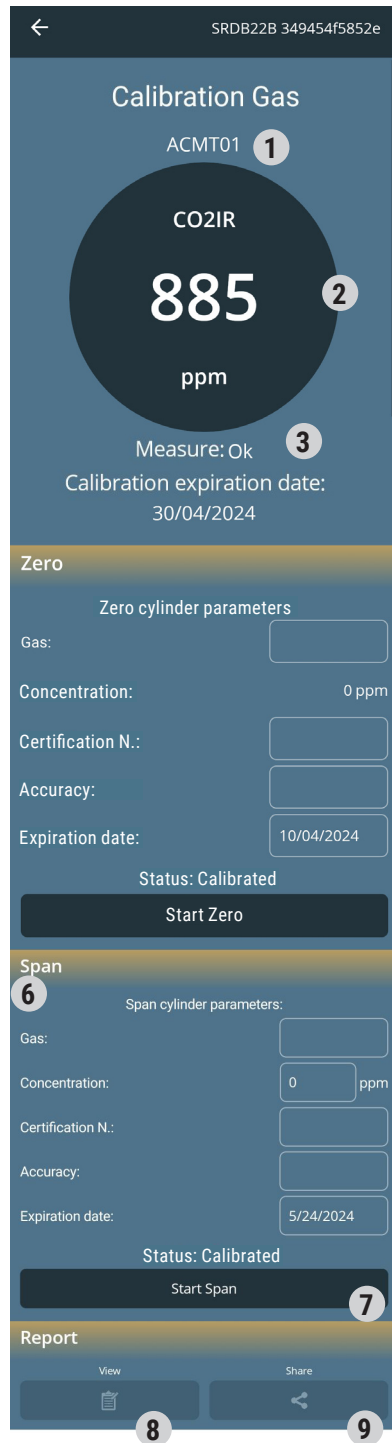 SRDB22B 349454f5852e
Calibration Gas
ACMT01 1
CO2IR
885 2
ppm
3
Measure: Ok
Calibration expiration date:
30/04/2024
Zero
Zero cylinder parameters
Gas:
Concentration: 0 ppm
Certification N.:
Accuracy:
Expiration date: 10/04/2024
Status: Calibrated
Start Zero
Span
6
Span cylinder parameters:
Gas:
Concentration: 0 ppm
Certification N.:
Accuracy:
Expiration date: 5/24/2024
Status: Calibrated
Start Span
7
Report
View Share
8 9